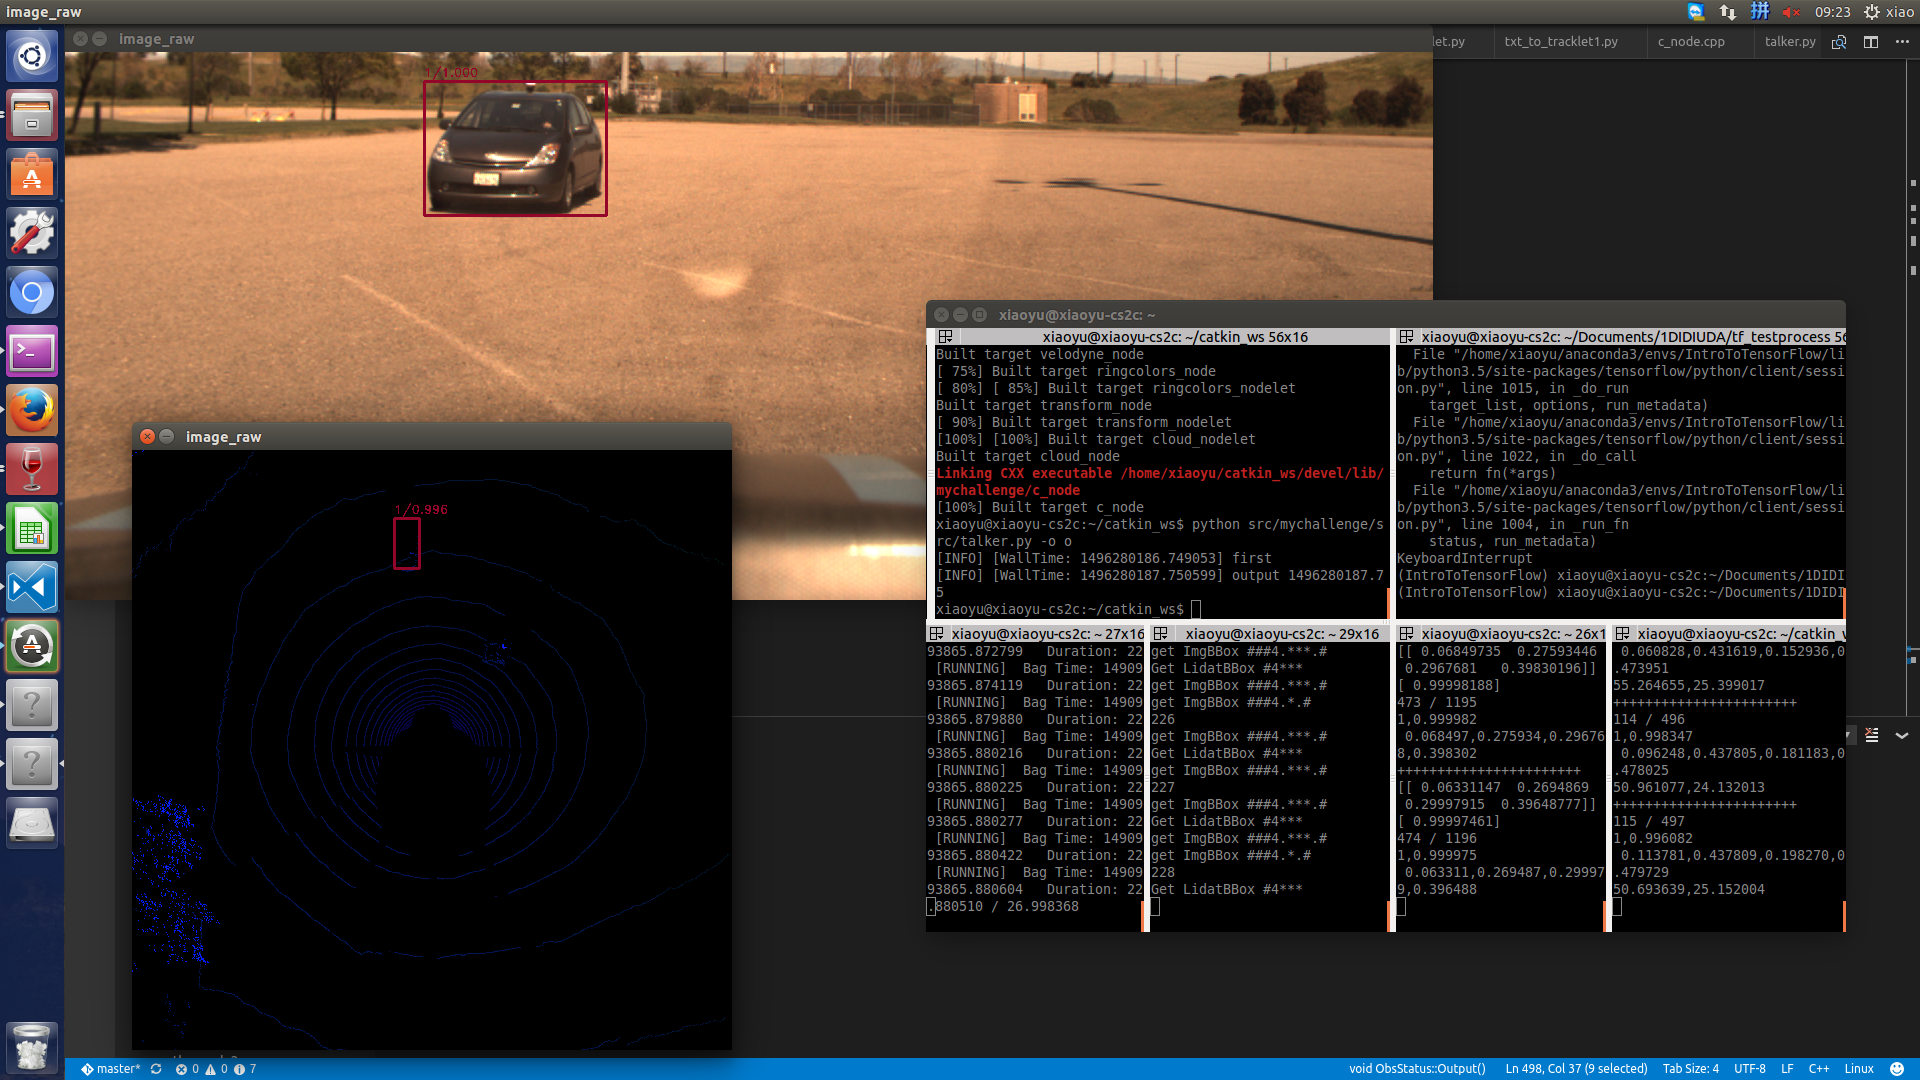 image_raw
拼
09:23
xiao
image_raw
let.py
txt_to_tracklet1.py
c_node.cpp
talker.py
1/1.000
image_raw
1/0.996
xiaoyu@xiaoyu-cs2c: ~
xiaoyu@xiaoyu-cs2c: ~/catkin_ws 56x16
Built target velodyne_node
[ 75%] Built target ringcolors_node
[ 80%] [ 85%] Built target ringcolors_nodelet
Built target transform_node
[ 90%] Built target transform_nodelet
[100%] [100%] Built target cloud_nodelet
Built target cloud_node
Linking CXX executable /home/xiaoyu/catkin_ws/devel/lib/
mychallenge/c_node
[100%] Built target c_node
xiaoyu@xiaoyu-cs2c:~/catkin_ws$ python src/mychallenge/s
rc/talker.py -o o
[INFO] [WallTime: 1496280186.749053] first
[INFO] [WallTime: 1496280187.750599] output 1496280187.7
5
xiaoyu@xiaoyu-cs2c:~/catkin_ws$
xiaoyu@xiaoyu-cs2c: ~/Documents/1DIDIUDA/tf_testprocess 56
File "/home/xiaoyu/anaconda3/envs/IntroToTensorFlow/li
b/python3.5/site-packages/tensorflow/python/client/sessi
on.py", line 1015, in _do_run
target_list, options, run_metadata)
File "/home/xiaoyu/anaconda3/envs/IntroToTensorFlow/li
b/python3.5/site-packages/tensorflow/python/client/sessi
on.py", line 1022, in _do_call
return fn(*args)
File "/home/xiaoyu/anaconda3/envs/IntroToTensorFlow/li
b/python3.5/site-packages/tensorflow/python/client/sessi
on.py", line 1004, in _run_fn
status, run_metadata)
KeyboardInterrupt
(IntroToTensorFlow) xiaoyu@xiaoyu-cs2c:~/Documents/1DIDI
(IntroToTensorFlow) xiaoyu@xiaoyu-cs2c:~/Documents/1DIDI
xiaoyu@xiaoyu-cs2c: ~ 27x16
93865.872799 Duration: 22
[RUNNING] Bag Time: 14909
93865.874119 Duration: 22
[RUNNING] Bag Time: 14909
93865.879880 Duration: 22
[RUNNING] Bag Time: 14909
93865.880216 Duration: 22
[RUNNING] Bag Time: 14909
93865.880225 Duration: 22
[RUNNING] Bag Time: 14909
93865.880277 Duration: 22
[RUNNING] Bag Time: 14909
93865.880422 Duration: 22
[RUNNING] Bag Time: 14909
93865.880604 Duration: 22
.880510 / 26.998368
xiaoyu@xiaoyu-cs2c: ~ 29x16
get ImgBBox ###4.***.#
Get LidatBBox #4***
get ImgBBox ###4.***.#
get ImgBBox ###4.*.#
226
get ImgBBox ###4.***.#
Get LidatBBox #4***
get ImgBBox ###4.***.#
227
get ImgBBox ###4.***.#
Get LidatBBox #4***
get ImgBBox ###4.***.#
get ImgBBox ###4.*.#
228
Get LidatBBox #4***
xiaoyu@xiaoyu-cs2c: ~ 26x1
[[ 0.06849735 0.27593446
0.2967681 0.39830196]]
[ 0.99998188]
473 / 1195
1,0.999982
0.068497,0.275934,0.29676
8,0.398302
+++++++++++++++++++++++
[[ 0.06331147 0.2694869
0.29997915 0.39648777]]
[ 0.99997461]
474 / 1196
1,0.999975
0.063311,0.269487,0.29997
9,0.396488
xiaoyu@xiaoyu-cs2c: ~/catkin_w
0.060828,0.431619,0.152936,0
.473951
55.264655,25.399017
+++++++++++++++++++++++
114 / 496
1,0.998347
0.096248,0.437805,0.181183,0
.478025
50.961077,24.132013
+++++++++++++++++++++++
115 / 497
1,0.996082
0.113781,0.437809,0.198270,0
.479729
50.693639,25.152004
master* 0 0 7
void ObsStatus::Output()
Ln 498, Col 37 (9 selected)
Tab Size: 4
UTF-8
LF
C++
Linux